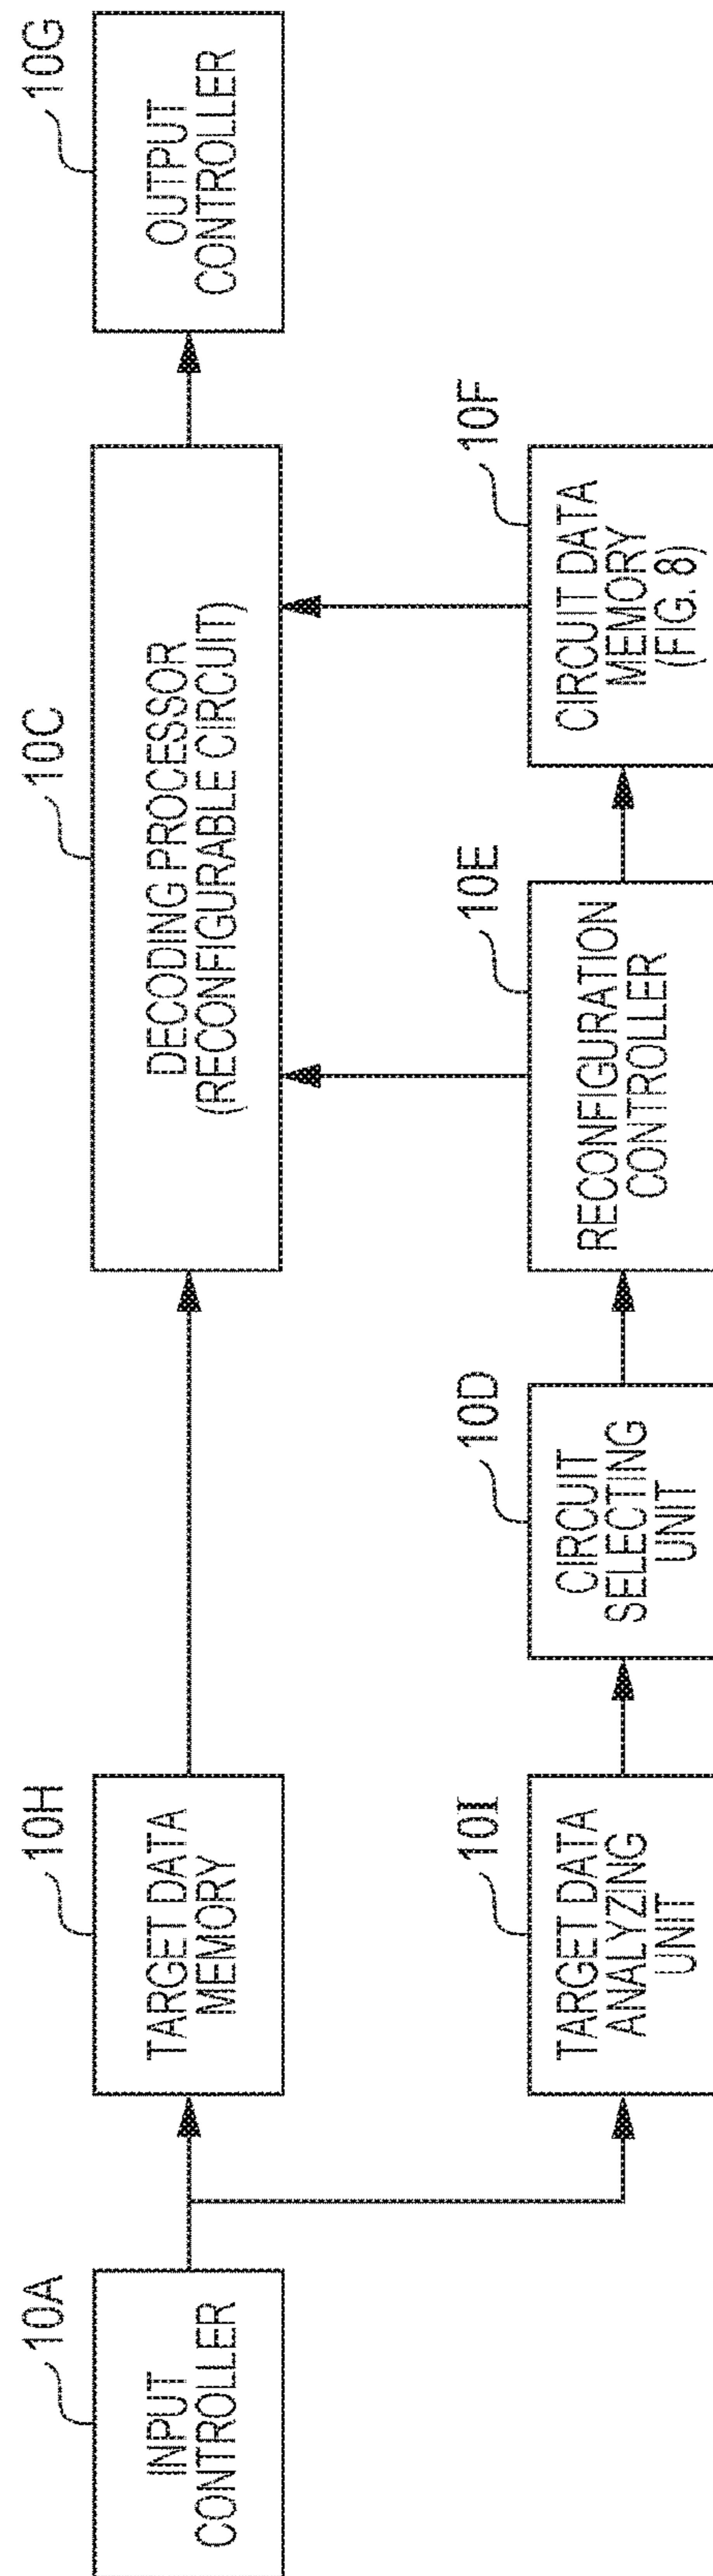 10A
INPUT
CONTROLLER
10H
TARGET DATA
MEMORY
10C
DECODING PROCESSOR
(RECONFIGURABLE CIRCUIT)
10G
OUTPUT
CONTROLLER
10I
TARGET DATA
ANALYZING
UNIT
10D
CIRCUIT
SELECTING
UNIT
10E
RECONFIGURATION
CONTROLLER
10F
CIRCUIT DATA
MEMORY
(FIG. 8)